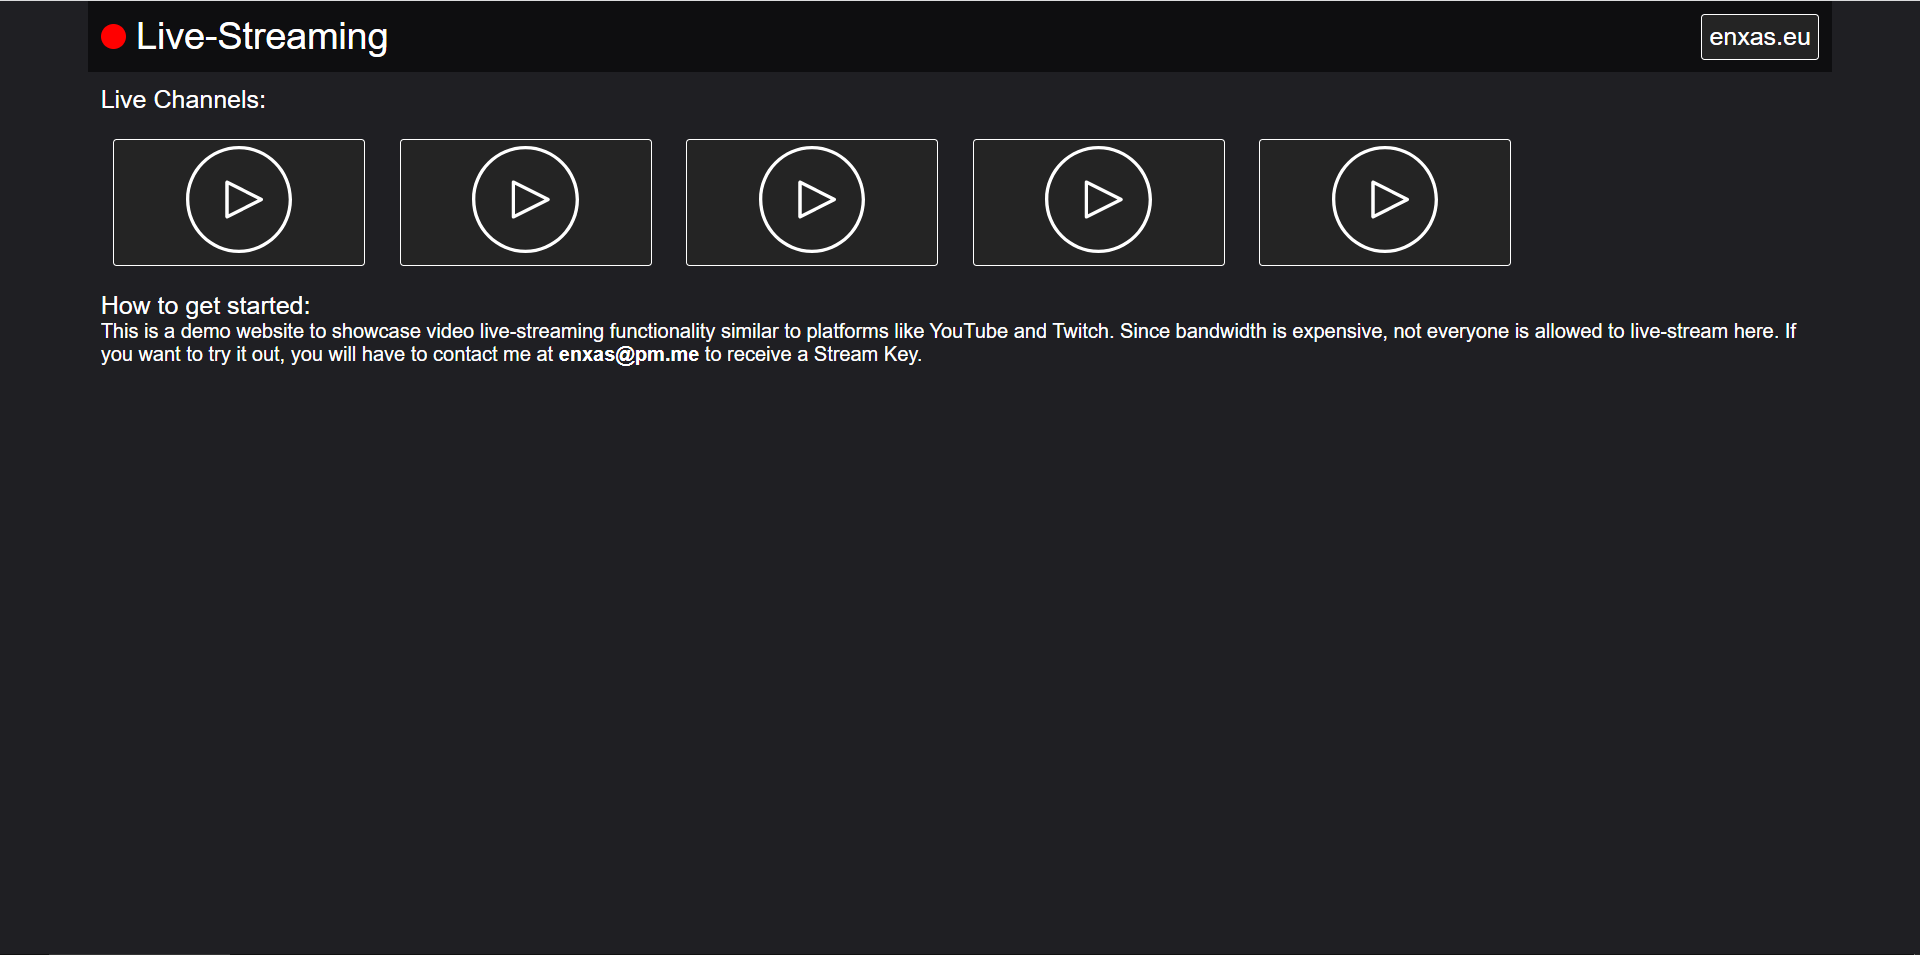 Live-Streaming
enxas.eu
Live Channels:
How to get started:
This is a demo website to showcase video live-streaming functionality similar to platforms like YouTube and Twitch. Since bandwidth is expensive, not everyone is allowed to live-stream here. If
you want to try it out, you will have to contact me at enxas@pm.me to receive a Stream Key.